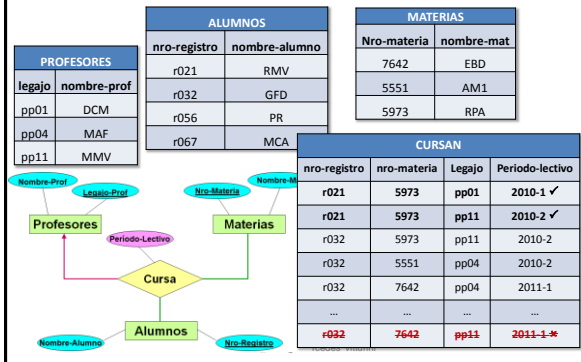 PROFESORES
legajo nombre-prof
pp01 DCM
pp04 MAF
pp11 MMV
ALUMNOS
nro-registro nombre-alumno
r021 RMV
r032 GFD
r056 PR
r067 MCA
MATERIAS
Nro-materia nombre-mat
7642 EBD
5551 AM1
5973 RPA
CURSAN
nro-registro nro-materia Legajo Periodo-lectivo
r021 5973 pp01 2010-1 ✓
r021 5973 pp11 2010-2 ✓
r032 5973 pp11 2010-2
r032 5551 pp04 2010-2
r032 7642 pp04 2011-1
... ... ... ...
r032 7642 pp11 2011-1 ×
Nombre-Prof
Legajo-Prof
Profesores
Nro-Materia
Materias
Periodo-Lectivo
Cursa
Alumnos
Nombre-Alumno
Nro-Registro